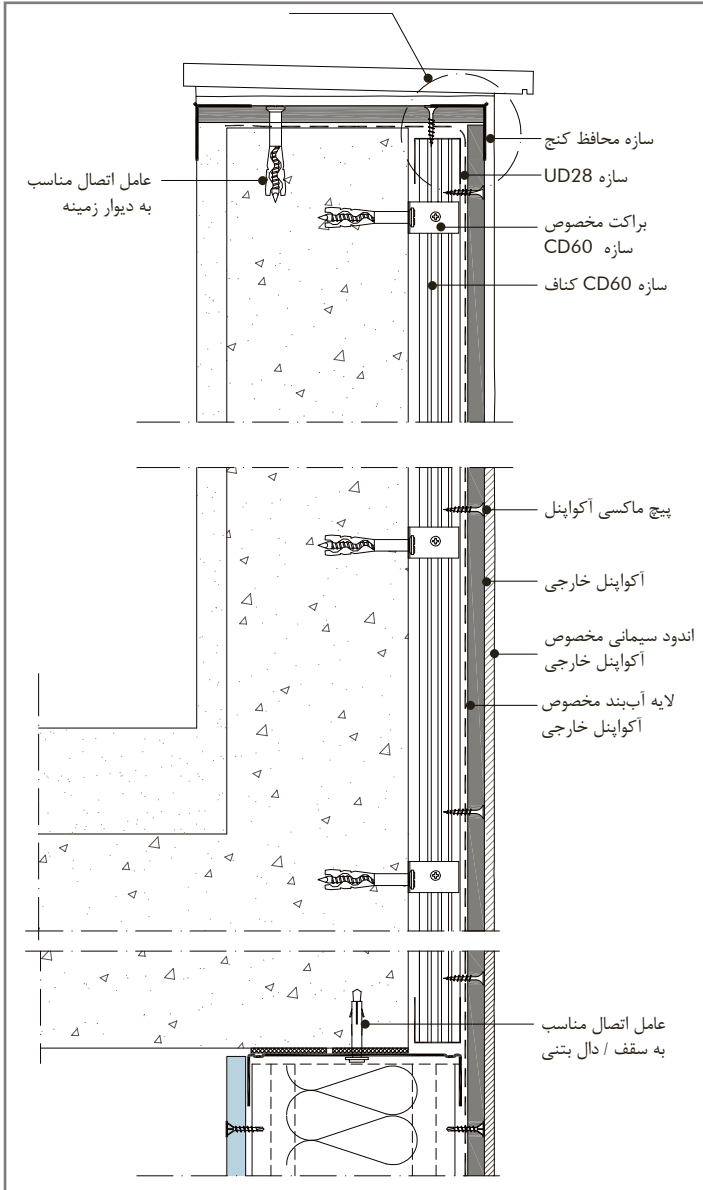 سازه محافظ کنج
سازه UD28
براکت مخصوص
سازه CD60
سازه CD60 کناف
عامل اتصال مناسب
به دیوار زمینه
پیچ ماکسی آکواپنل
آکواپنل خارجی
اندود سیمانی مخصوص
آکواپنل خارجی
لایه آب‌بند مخصوص
آکواپنل خارجی
عامل اتصال مناسب
به سقف / دال بتنی